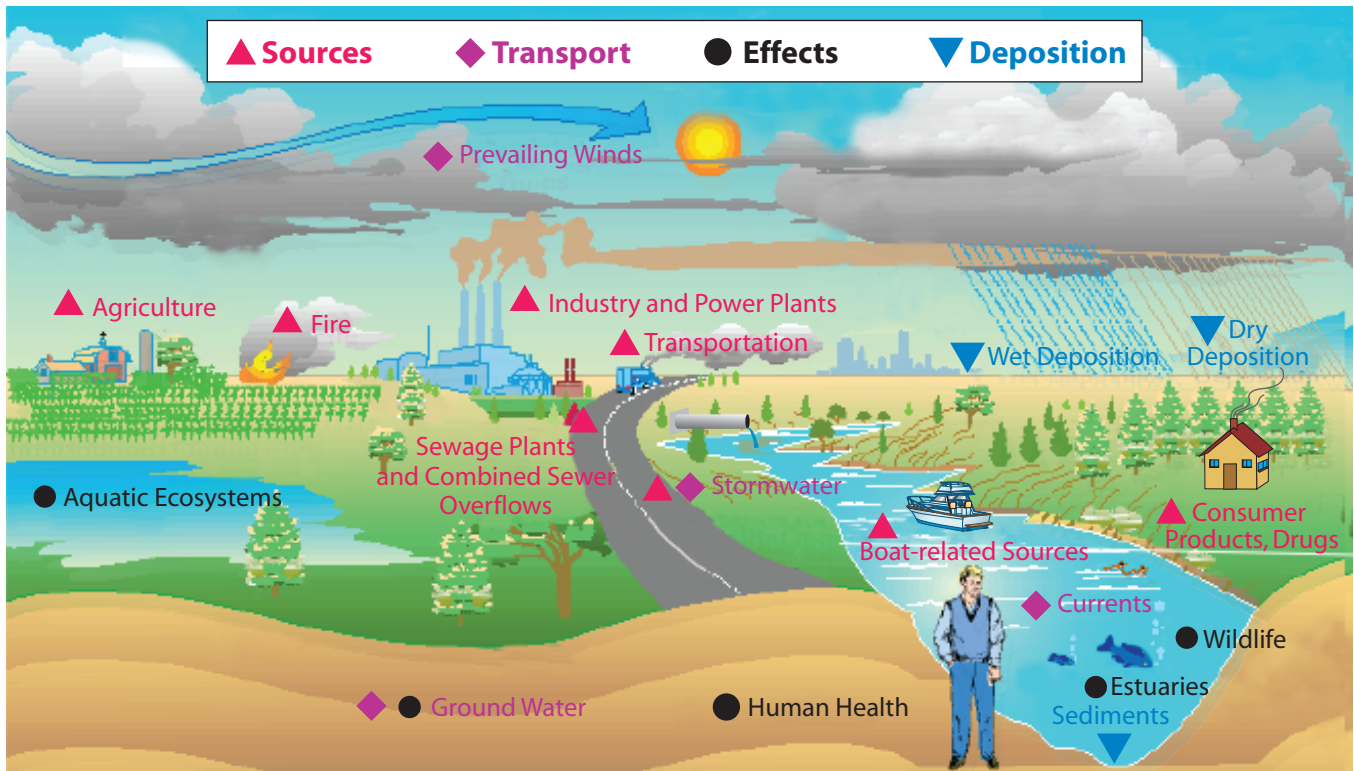 Sources Transport Effects Deposition
Prevailing Winds
Agriculture
Fire
Industry and Power Plants
Transportation
Wet Deposition
Dry
Deposition
Sewage Plants
and Combined Sewer
Overflows
Aquatic Ecosystems
Stormwater
Boat-related Sources
Consumer
Products, Drugs
Currents
Wildlife
Estuaries
Sediments
Ground Water
Human Health